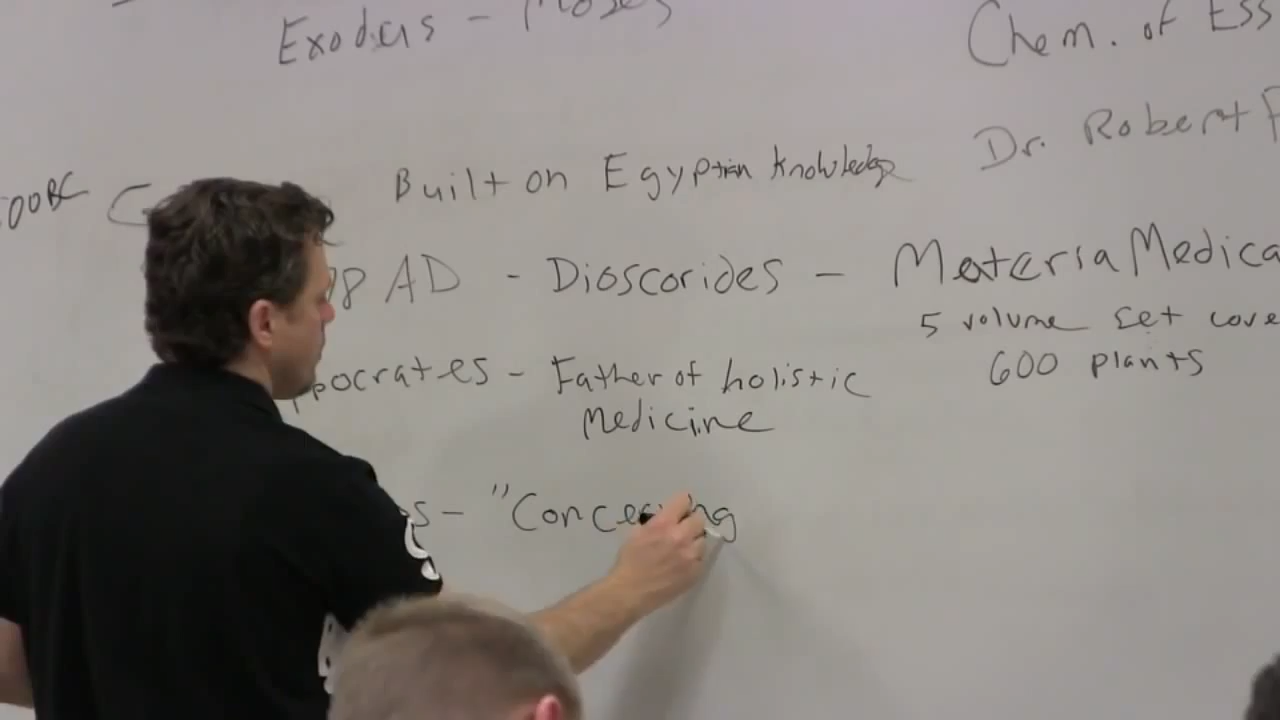 Exodus - Moses
Chem. of Ess
Dr. Robert P
Built on Egyptian Knowledge
00BC
8 AD - Dioscorides - Materia Medica
5 volume set cove
600 plants
pocrates - Father of holistic
Medicine
s - "Concerning